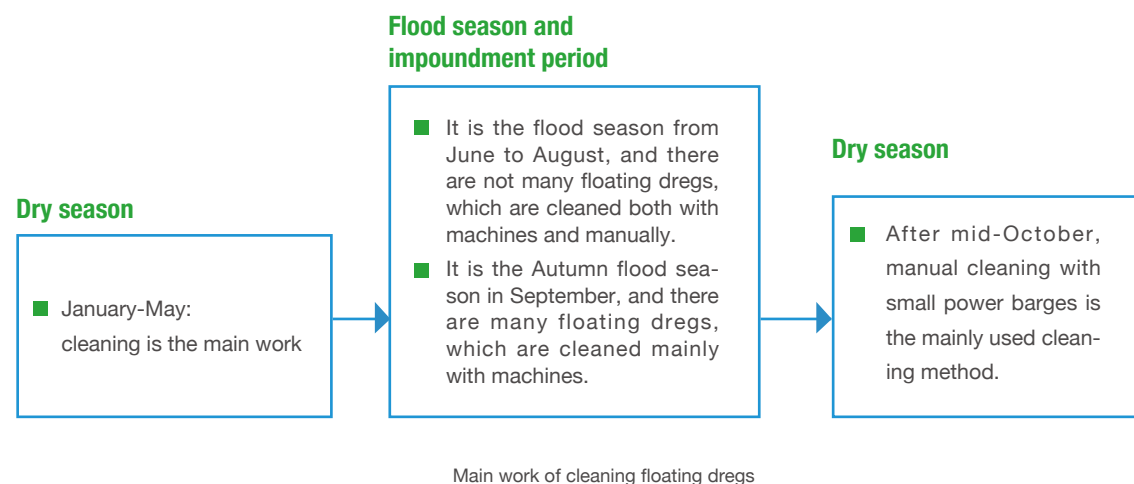 Dry season
January-May:
cleaning is the main work
Flood season and
impoundment period
It is the flood season from
June to August, and there
are not many floating dregs,
which are cleaned both with
machines and manually.
It is the Autumn flood sea-
son in September, and there
are many floating dregs,
which are cleaned mainly
with machines.
Dry season
After mid-October,
manual cleaning with
small power barges is
the mainly used clean-
ing method.
Main work of cleaning floating dregs